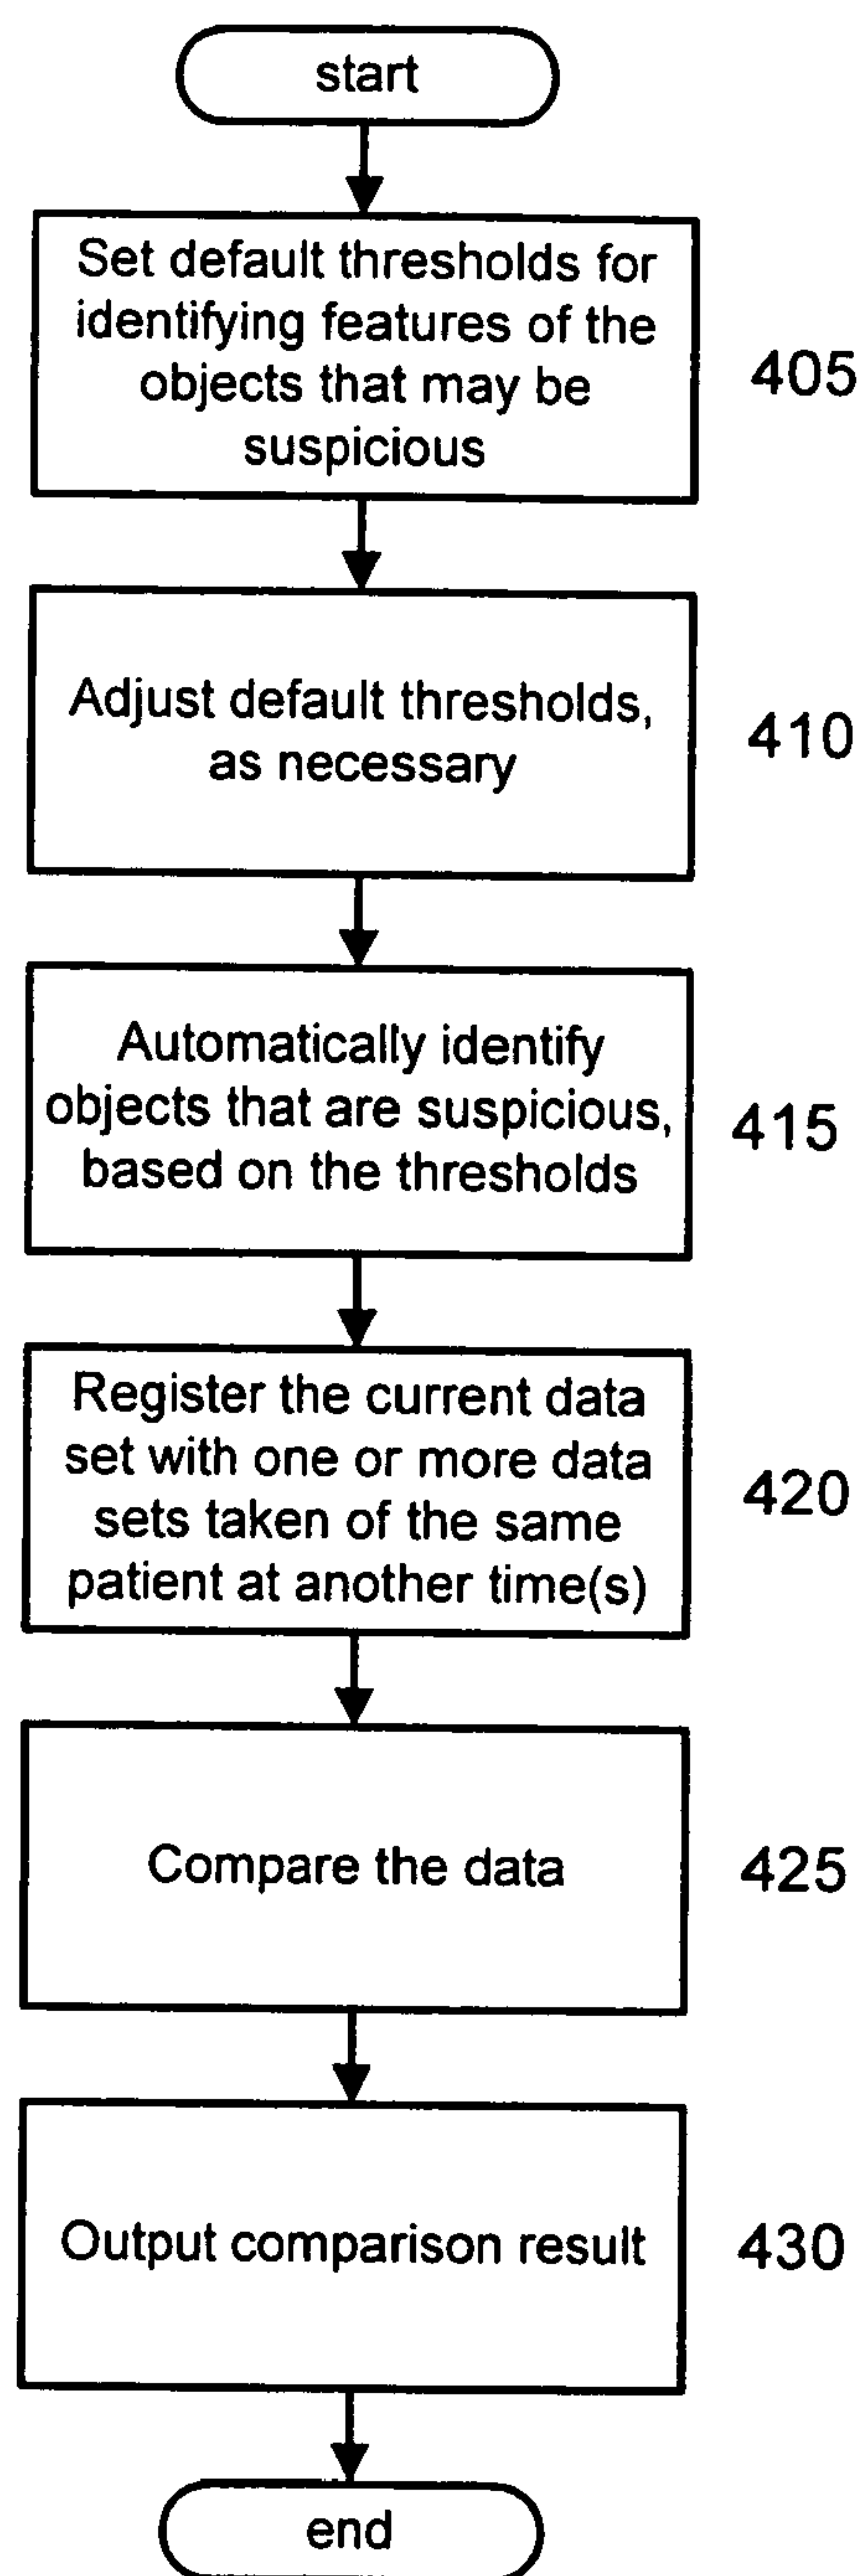 start
Set default thresholds for
identifying features of the
objects that may be
suspicious
405
Adjust default thresholds,
as necessary
410
Automatically identify
objects that are suspicious,
based on the thresholds
415
Register the current data
set with one or more data
sets taken of the same
patient at another time(s)
420
Compare the data
425
Output comparison result
430
end